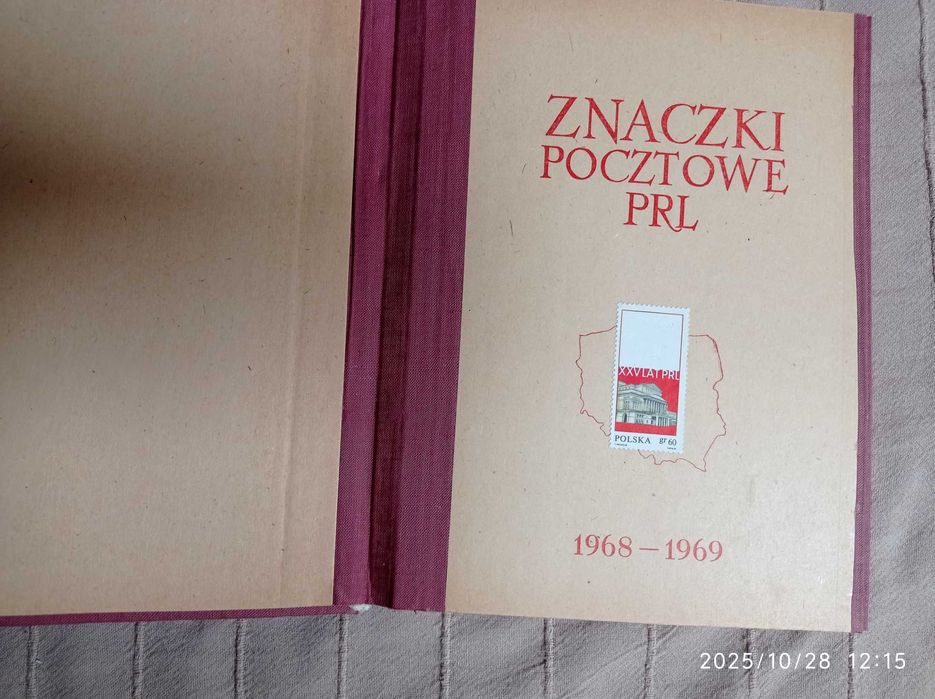 ZNACZKI
POCZTOWE
PRL
XXV LAT PRL
POLSKA gr 60
1968 – 1969
2025/10/28 12:15